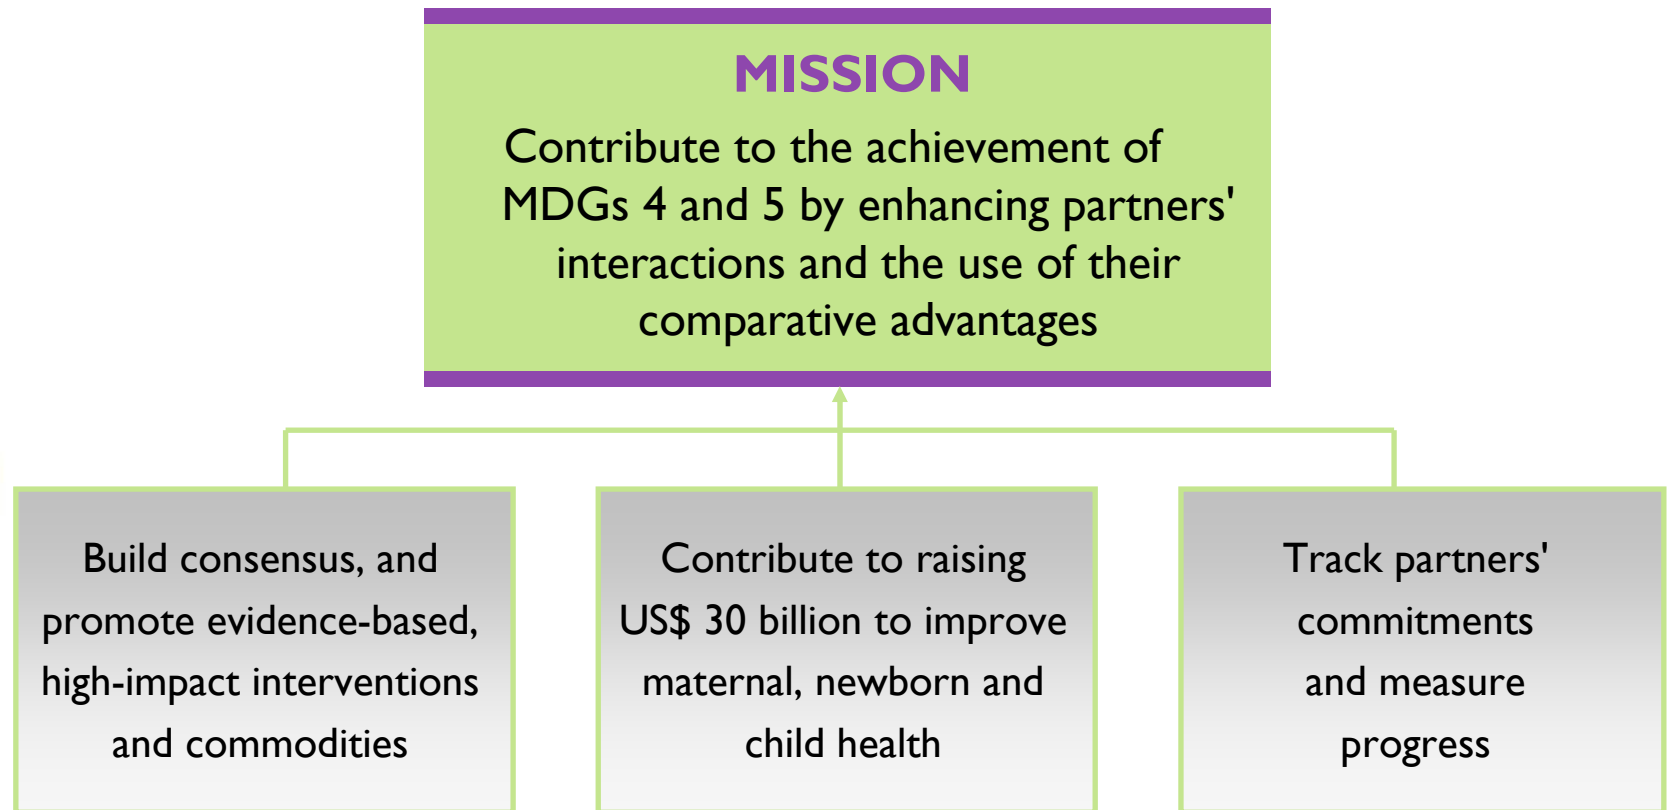 MISSION
Contribute to the achievement of
MDGs 4 and 5 by enhancing partners'
interactions and the use of their
comparative advantages
Build consensus, and
promote evidence-based,
high-impact interventions
and commodities
Contribute to raising
US$ 30 billion to improve
maternal, newborn and
child health
Track partners'
commitments
and measure
progress